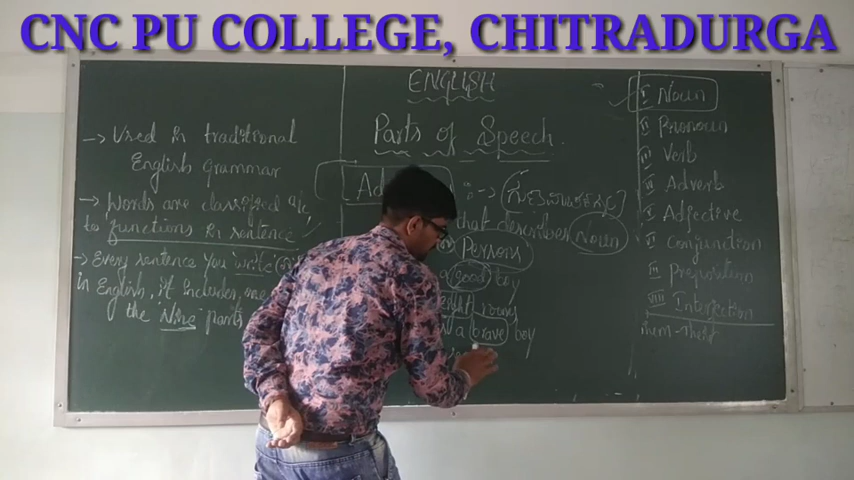 CNC PU COLLEGE, CHITRADURGA
ENGLISH
Parts of Speech
-> Used in traditional
English grammar
-> Words are classified a/c
to functions in sentence
-> Every sentence You write
in English, it includes, one
the Nine parts
Ad
that describes Noun
Persons
a good boy
a brave boy
I Noun
II Pronoun
III Verb
Adverb
V Adjective
VI Conjunction
VII Preposition
VIII Interjection